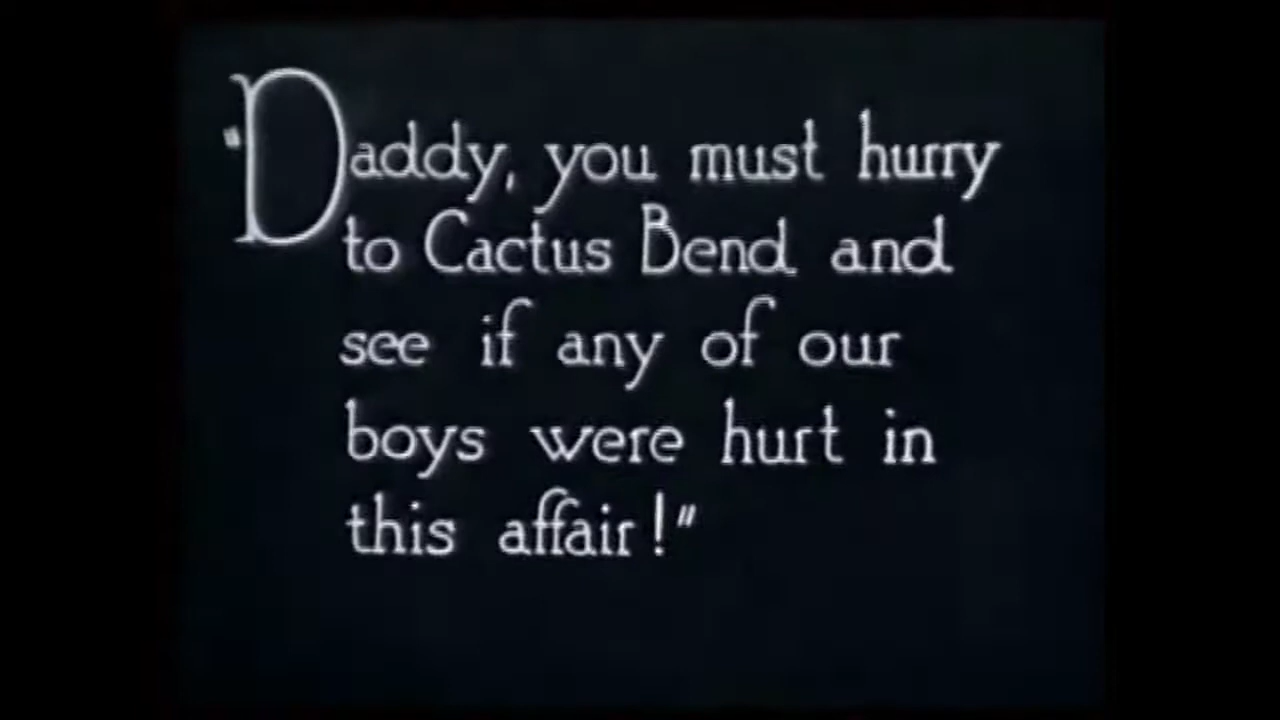 "Daddy, you must hurry
to Cactus Bend and
see if any of our
boys were hurt in
this affair!"